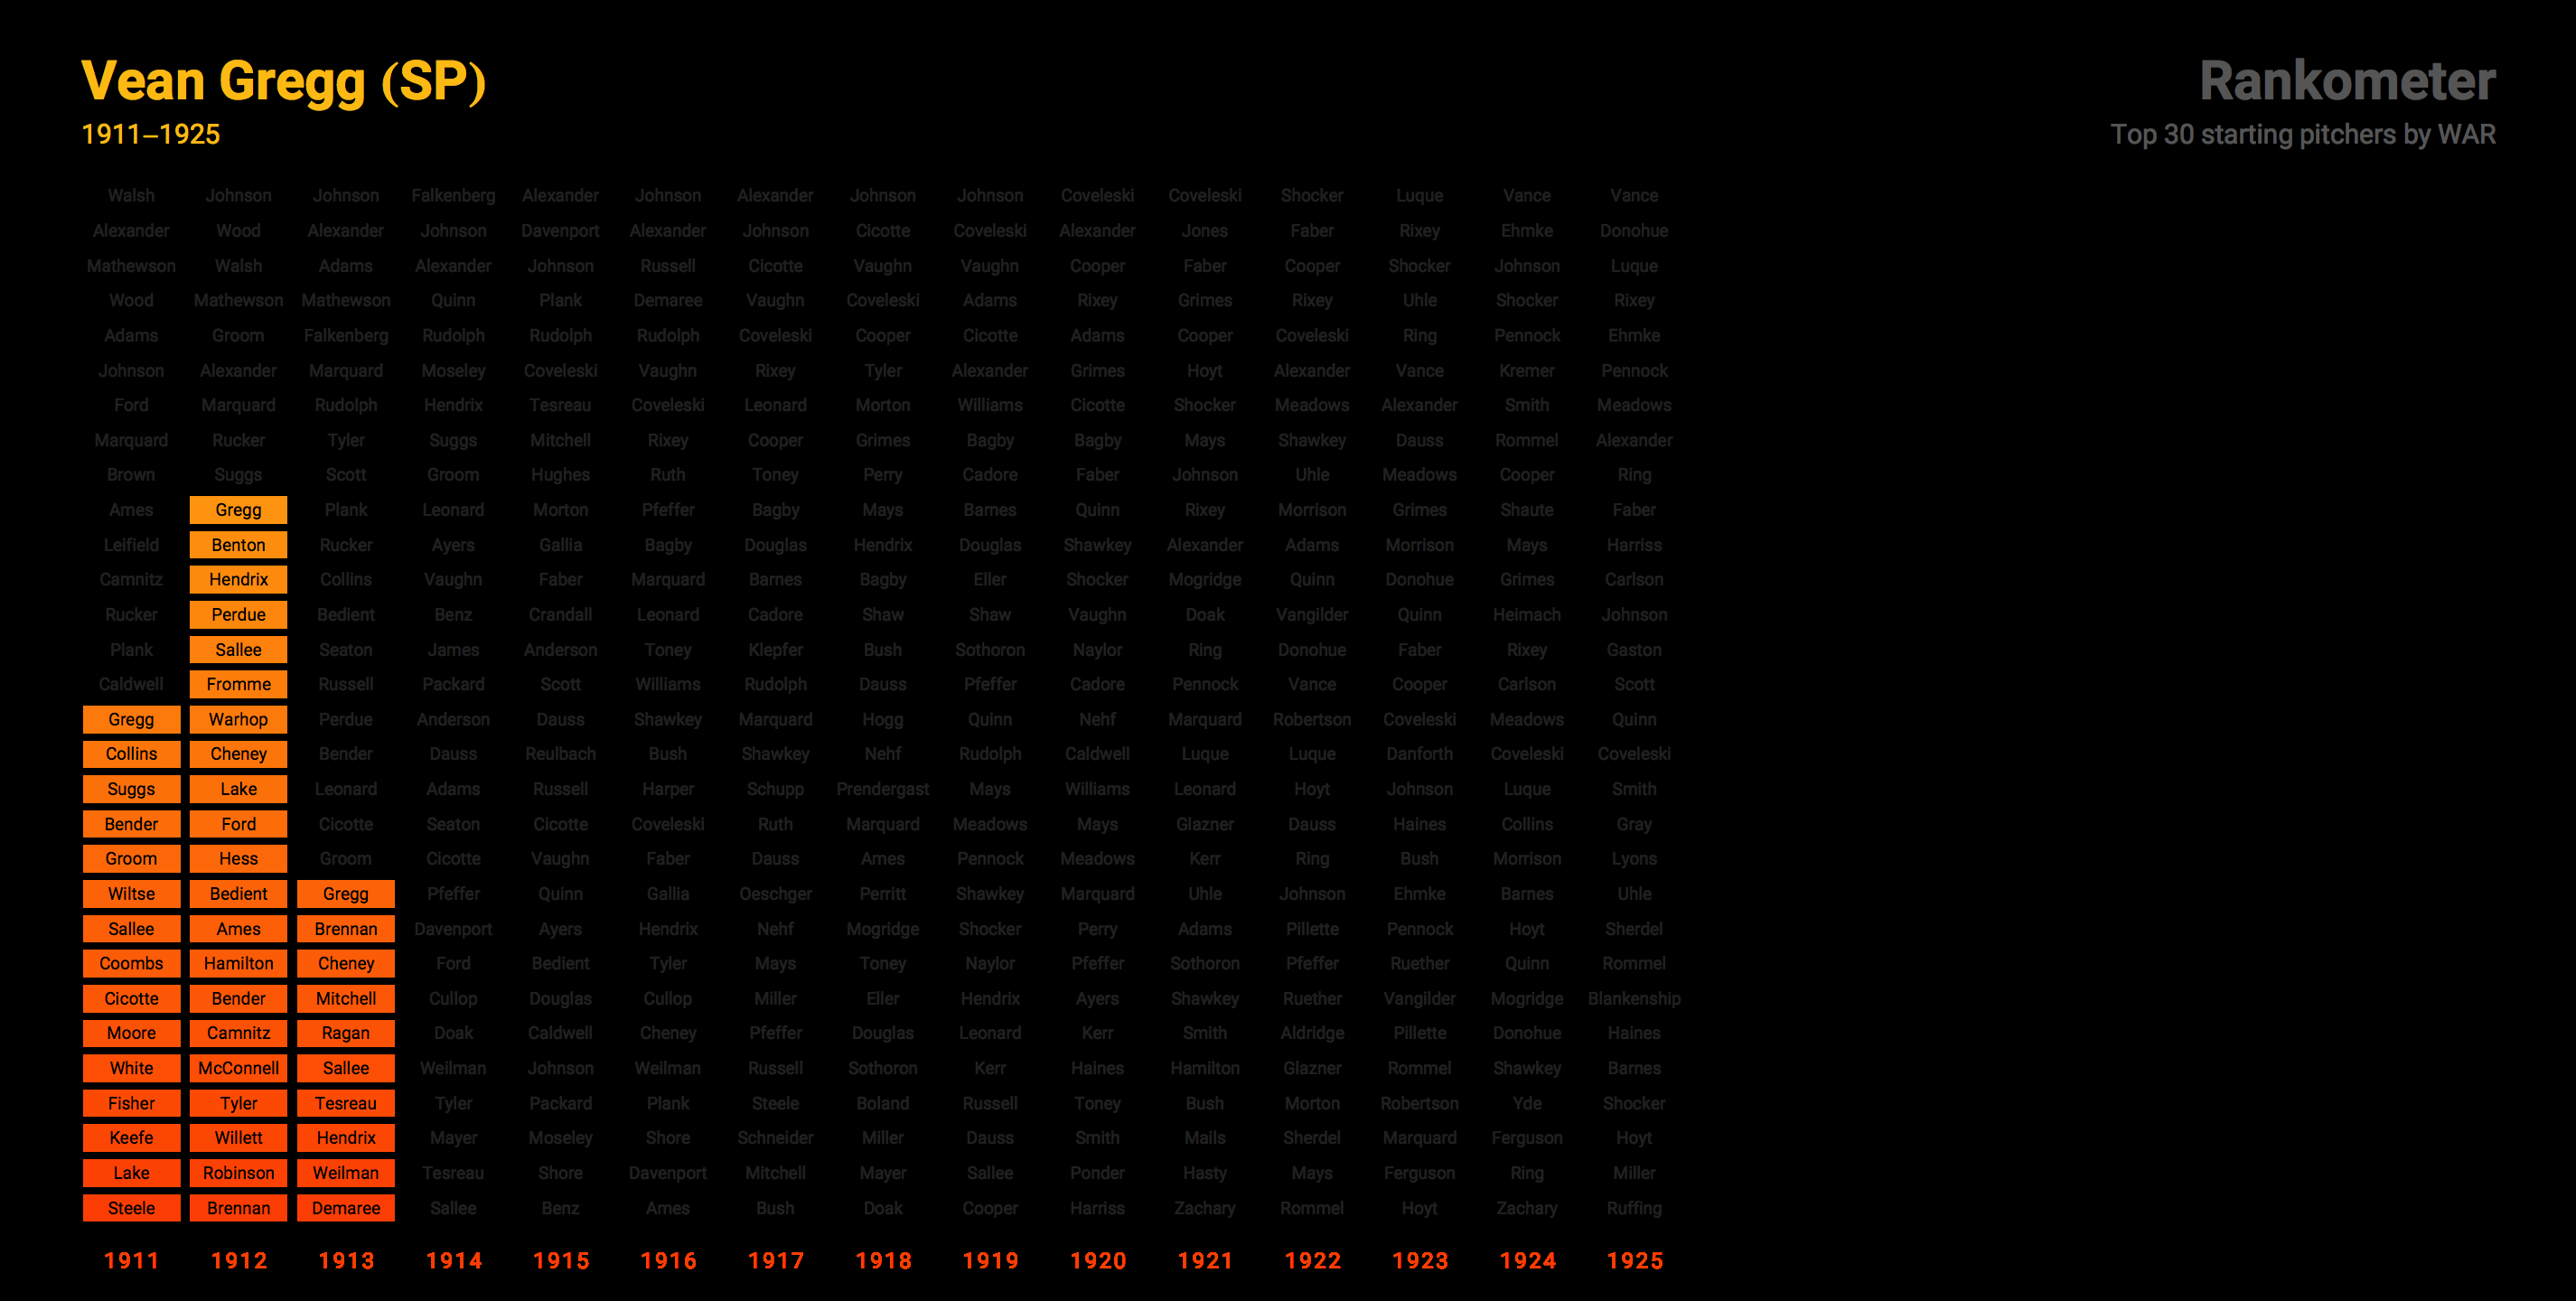 Vean Gregg (SP)
1911–1925
Rankometer
Top 30 starting pitchers by WAR
Walsh Johnson Johnson Falkenberg Alexander Johnson Alexander Johnson Johnson Coveleski Coveleski Shocker Luque Vance Vance
Alexander Wood Alexander Johnson Davenport Alexander Johnson Cicotte Coveleski Alexander Jones Faber Rixey Ehmke Donohue
Mathewson Walsh Adams Alexander Johnson Russell Cicotte Vaughn Vaughn Cooper Faber Cooper Shocker Johnson Luque
Wood Mathewson Mathewson Quinn Plank Demaree Vaughn Coveleski Adams Rixey Grimes Rixey Uhle Shocker Rixey
Adams Groom Falkenberg Rudolph Rudolph Rudolph Coveleski Cooper Cicotte Adams Cooper Coveleski Ring Pennock Ehmke
Johnson Alexander Marquard Moseley Coveleski Vaughn Rixey Tyler Alexander Grimes Hoyt Alexander Vance Kremer Pennock
Ford Marquard Rudolph Hendrix Tesreau Coveleski Leonard Morton Williams Cicotte Shocker Meadows Alexander Smith Meadows
Marquard Rucker Tyler Suggs Mitchell Rixey Cooper Grimes Bagby Bagby Mays Shawkey Dauss Rommel Alexander
Brown Suggs Scott Groom Hughes Ruth Toney Perry Cadore Faber Johnson Uhle Meadows Cooper Ring
Ames Gregg Plank Leonard Morton Pfeffer Bagby Mays Barnes Quinn Rixey Morrison Grimes Shaute Faber
Leifield Benton Rucker Ayers Gallia Bagby Douglas Hendrix Douglas Shawkey Alexander Adams Morrison Mays Harriss
Camnitz Hendrix Collins Vaughn Faber Marquard Barnes Bagby Eller Shocker Mogridge Quinn Donohue Grimes Carlson
Rucker Perdue Bedient Benz Crandall Leonard Cadore Shaw Shaw Vaughn Doak Vangilder Quinn Heimach Johnson
Plank Sallee Seaton James Anderson Toney Klepfer Bush Sothoron Naylor Ring Donohue Faber Rixey Gaston
Caldwell Fromme Russell Packard Scott Williams Rudolph Dauss Pfeffer Cadore Pennock Vance Cooper Carlson Scott
Gregg Warhop Perdue Anderson Dauss Shawkey Marquard Hogg Quinn Nehf Marquard Robertson Coveleski Meadows Quinn
Collins Cheney Bender Dauss Reulbach Bush Shawkey Nehf Rudolph Caldwell Luque Luque Danforth Coveleski Coveleski
Suggs Lake Leonard Adams Russell Harper Schupp Prendergast Mays Williams Leonard Hoyt Johnson Luque Smith
Bender Ford Cicotte Seaton Cicotte Coveleski Ruth Marquard Meadows Mays Glazner Dauss Haines Collins Gray
Groom Hess Groom Cicotte Vaughn Faber Dauss Ames Pennock Meadows Kerr Ring Bush Morrison Lyons
Wiltse Bedient Gregg Pfeffer Quinn Gallia Oeschger Perritt Shawkey Marquard Uhle Johnson Ehmke Barnes Uhle
Sallee Ames Brennan Davenport Ayers Hendrix Nehf Mogridge Shocker Perry Adams Pillette Pennock Hoyt Sherdel
Coombs Hamilton Cheney Ford Bedient Tyler Mays Toney Naylor Pfeffer Sothoron Pfeffer Ruether Quinn Rommel
Cicotte Bender Mitchell Cullop Douglas Cullop Miller Eller Hendrix Ayers Shawkey Ruether Vangilder Mogridge Blankenship
Moore Camnitz Ragan Doak Caldwell Cheney Pfeffer Douglas Leonard Kerr Smith Aldridge Pillette Donohue Haines
White McConnell Sallee Weilman Johnson Weilman Russell Sothoron Kerr Haines Hamilton Glazner Rommel Shawkey Barnes
Fisher Tyler Tesreau Tyler Packard Plank Steele Boland Russell Toney Bush Morton Robertson Yde Shocker
Keefe Willett Hendrix Mayer Moseley Shore Schneider Miller Dauss Smith Mails Sherdel Marquard Ferguson Hoyt
Lake Robinson Weilman Tesreau Shore Davenport Mitchell Mayer Sallee Ponder Hasty Mays Ferguson Ring Miller
Steele Brennan Demaree Sallee Benz Ames Bush Doak Cooper Harriss Zachary Rommel Hoyt Zachary Ruffing
1911 1912 1913 1914 1915 1916 1917 1918 1919 1920 1921 1922 1923 1924 1925